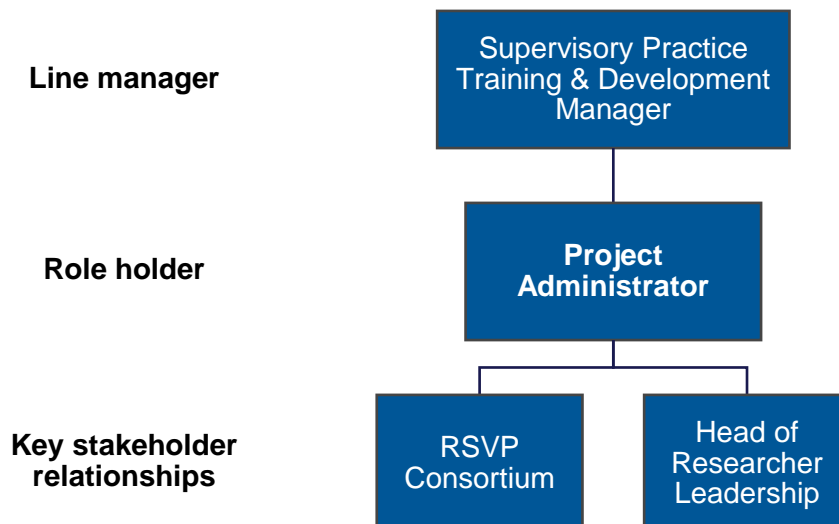 Line manager
Supervisory Practice
Training & Development
Manager
Role holder
Project
Administrator
Key stakeholder
relationships
RSVP
Consortium
Head of
Researcher
Leadership